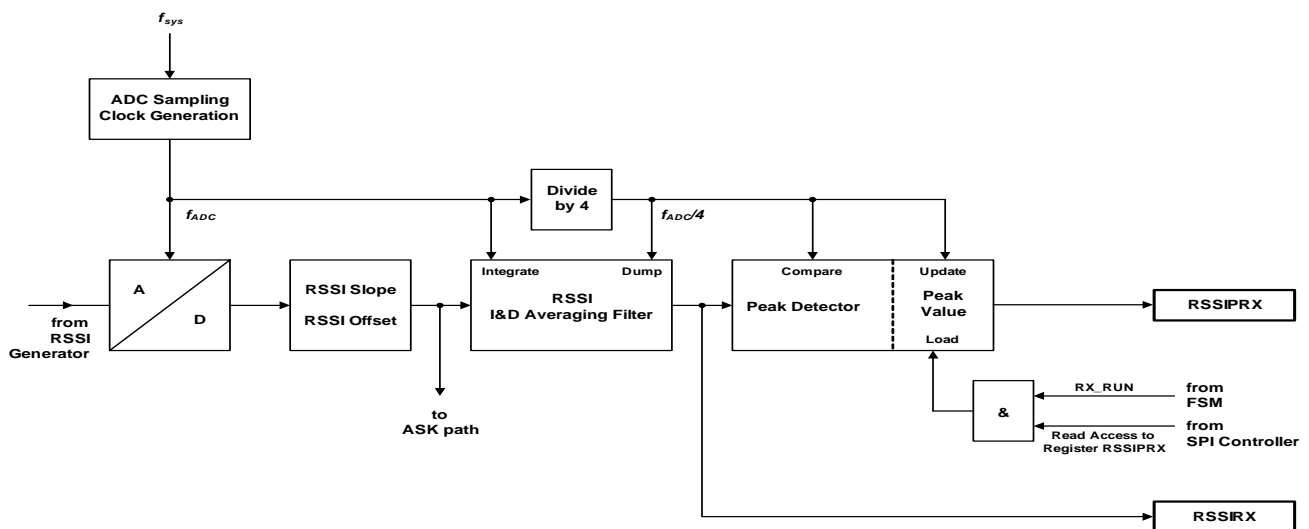 fsys
ADC Sampling
Clock Generation
Divide
by 4
fADC
fADC/4
A
D
from
RSSI
Generator
RSSI Slope
RSSI Offset
to
ASK path
Integrate
Dump
RSSI
I&D Averaging Filter
Compare
Peak Detector
Update
Peak
Value
Load
RSSIPRX
&
RX_RUN
from
FSM
Read Access to
Register RSSIPRX
from
SPI Controller
RSSIRX